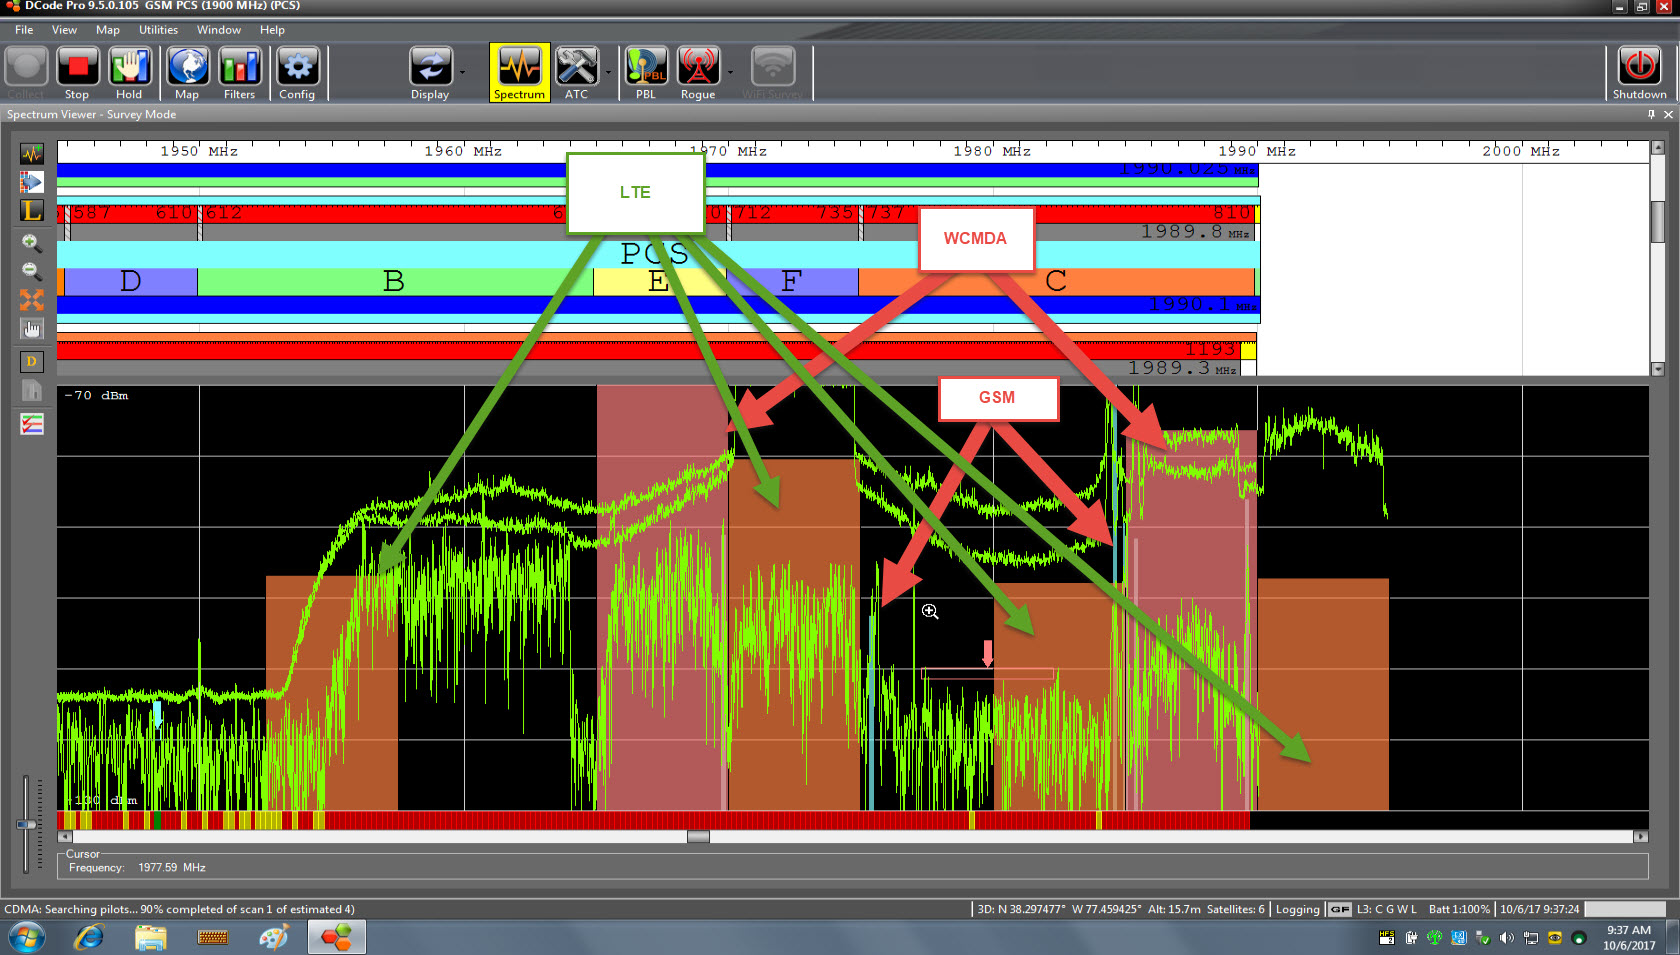 DCode Pro 9.5.0.105 GSM PCS (1900 MHz) (PCS)
File View Map Utilities Window Help
Collect Stop Hold Map Filters Config Display Spectrum ATC PBL Rogue WiFi Survey Shutdown
PBL
Spectrum Viewer - Survey Mode
1950 MHz 1960 MHz 1970 MHz 1980 MHz 1990 MHz 2000 MHz
1990.025 MHz
LTE
587 610 612 6 0 712 735 737 810
1989.8 MHz
WCMDA
PCS
D B E F C
1990.1 MHz
1193
1989.3 MHz
L
D
-70 dBm
GSM
-130 dBm
Cursor
Frequency: 1977.59 MHz
CDMA: Searching pilots... 90% completed of scan 1 of estimated 4)
3D: N 38.297477° W 77.459425° Alt: 15.7m Satellites: 6 Logging GF L3: C G W L Batt 1:100% 10/6/17 9:37:24
9:37 AM
10/6/2017